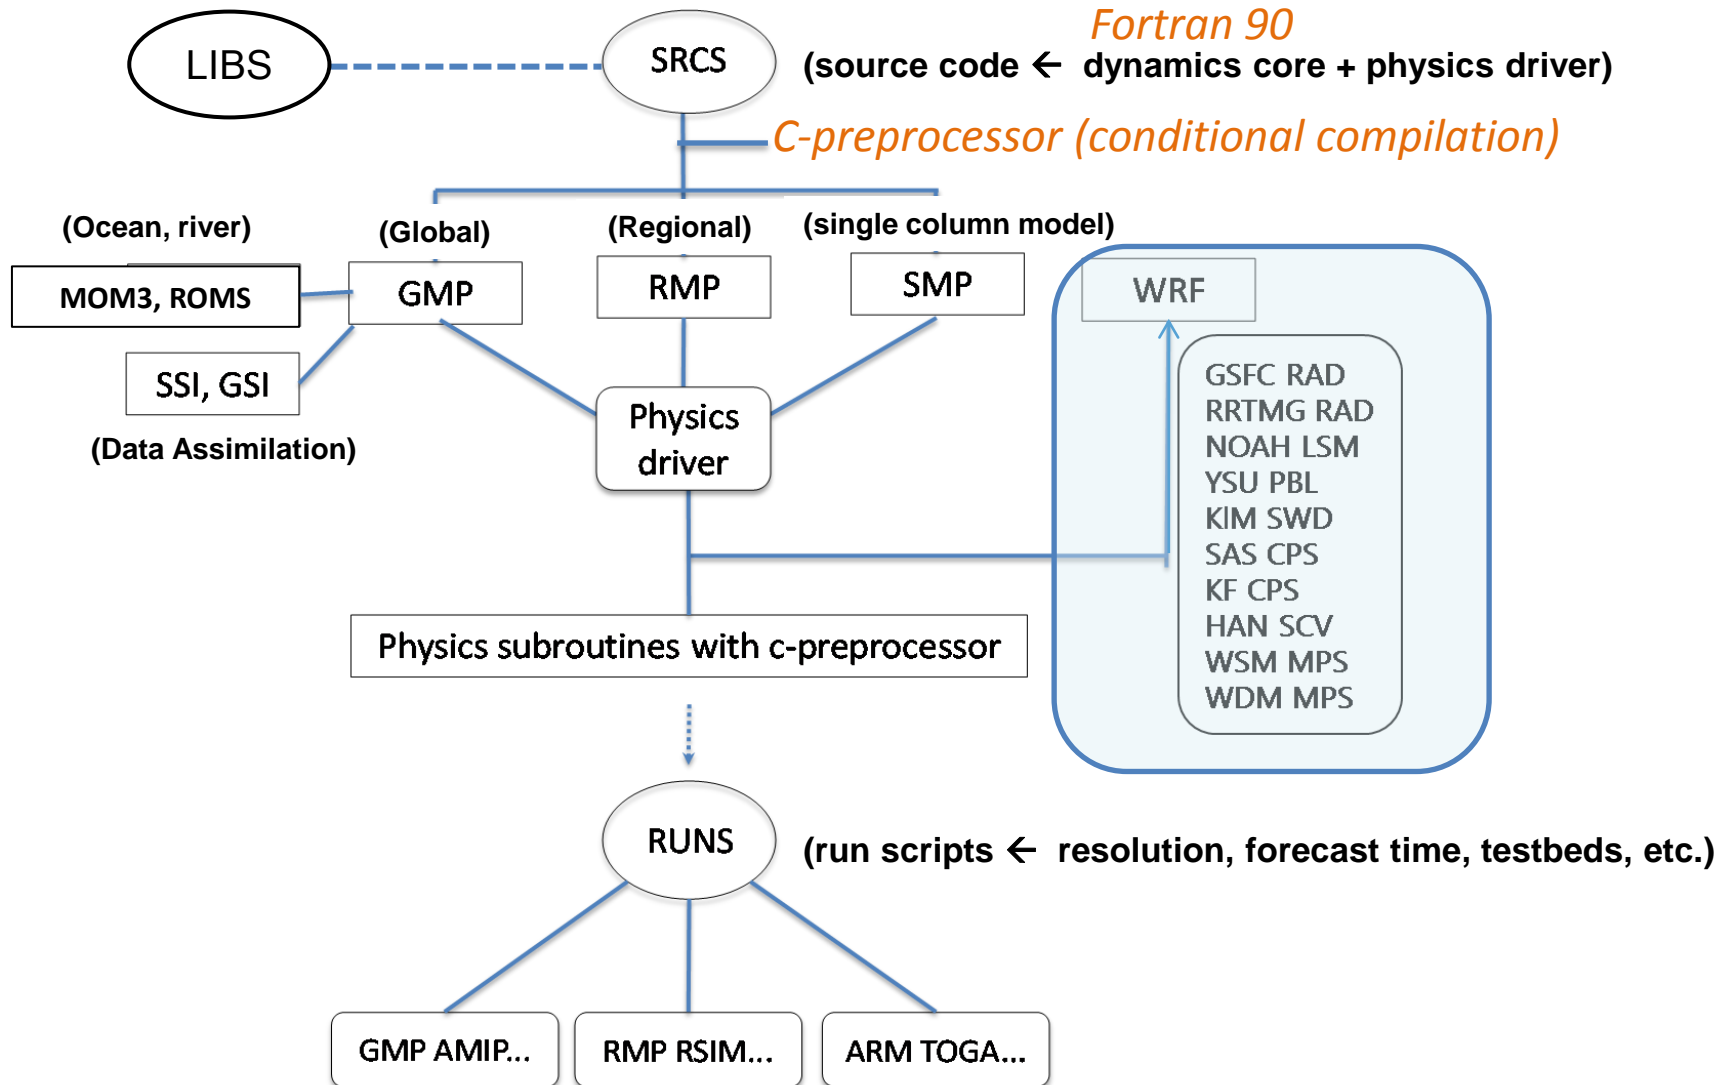 Fortran 90
LIBS
SRCS
(source code ← dynamics core + physics driver)
C-preprocessor (conditional compilation)
(Ocean, river)
(Global)
(Regional)
(single column model)
MOM3, ROMS
GMP
RMP
SMP
WRF
SSI, GSI
(Data Assimilation)
Physics
driver
GSFC RAD
RRTMG RAD
NOAH LSM
YSU PBL
KIM SWD
SAS CPS
KF CPS
HAN SCV
WSM MPS
WDM MPS
Physics subroutines with c-preprocessor
RUNS
(run scripts ← resolution, forecast time, testbeds, etc.)
GMP AMIP...
RMP RSIM...
ARM TOGA...